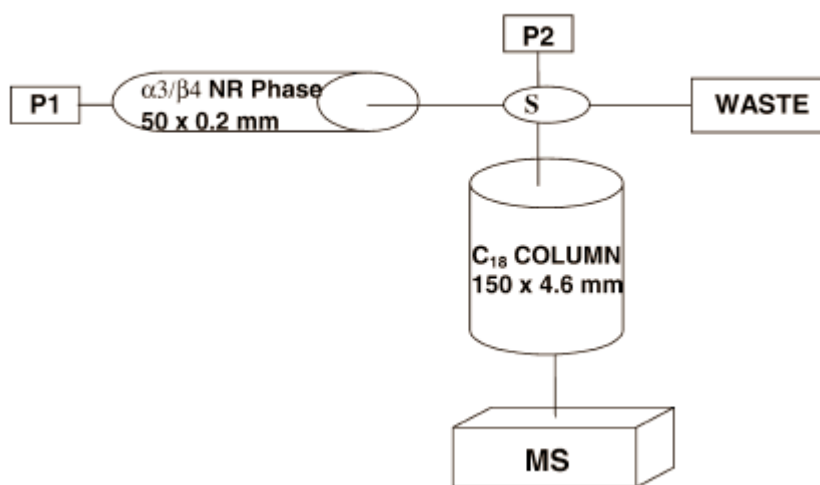 P2
P1
α3/β4 NR Phase
50 x 0.2 mm
S
WASTE
C₁₈ COLUMN
150 x 4.6 mm
MS